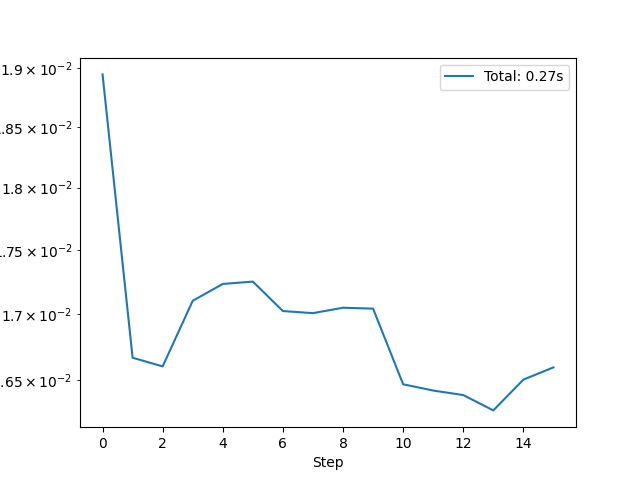 Total: 0.27s
1.9 × 10⁻²
.85 × 10⁻²
1.8 × 10⁻²
.75 × 10⁻²
1.7 × 10⁻²
.65 × 10⁻²
0 2 4 6 8 10 12 14
Step